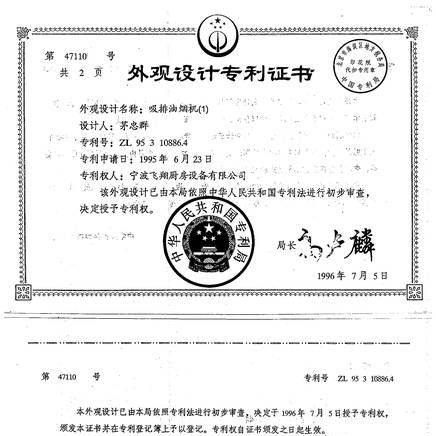 第 47110 号
共 2 页
外观设计专利证书
外观设计名称：吸排油烟机(1)
设计人：茅忠群
专利号：ZL 95 3 10886.4
专利申请日：1995 年 6 月 23 日
专利权人：宁波飞翔厨房设备有限公司
该外观设计已由本局依照中华人民共和国专利法进行初步审查，
决定授予专利权。
中华人民共和国专利局
局长
1996 年 7 月 5 日
第 47110 号
专利号 ZL 95 3 10886.4
本外观设计已由本局依照专利法进行初步审查，决定于 1996 年 7 月 5 日授予专利权，
颁发本证书并在专利登记簿上予以登记。专利权自证书颁发之日起生效。